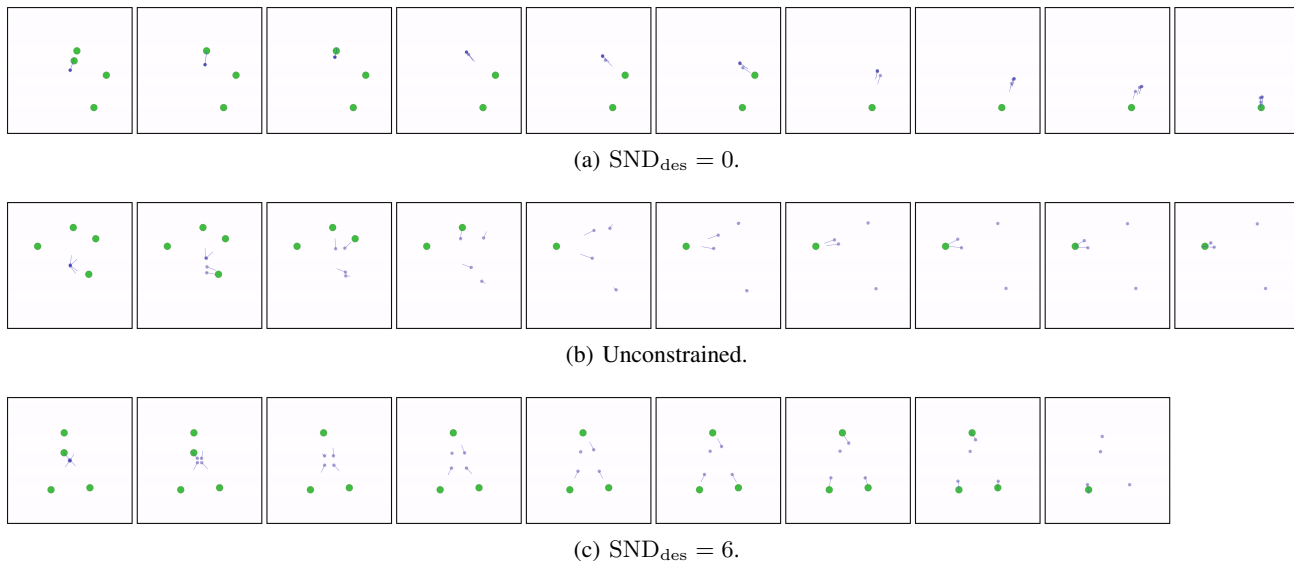 (a) SND_des = 0.
(b) Unconstrained.
(c) SND_des = 6.